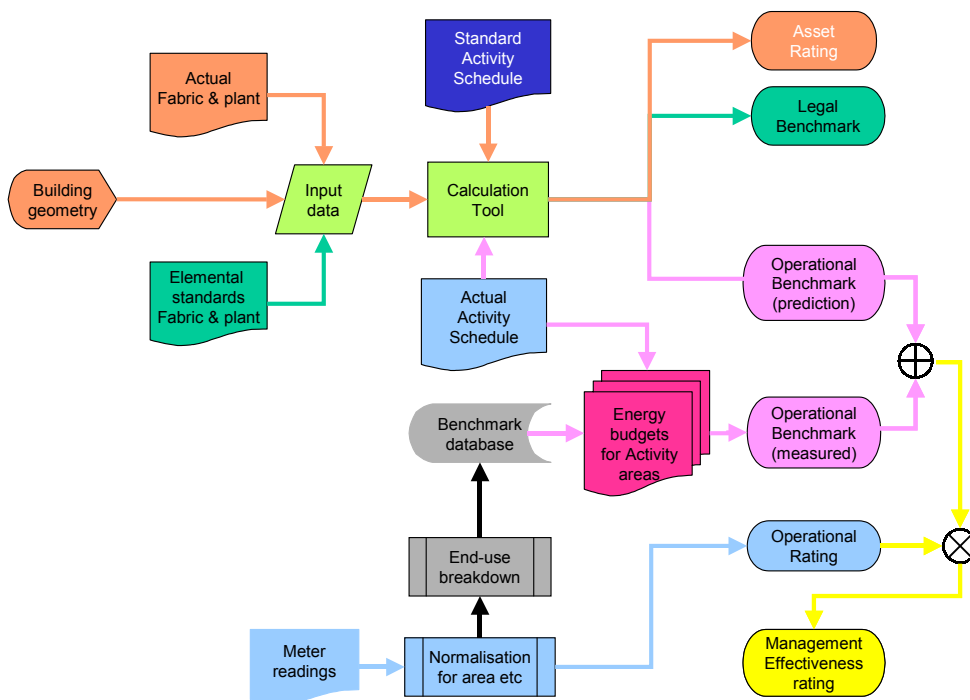 Standard
Activity
Schedule
Asset
Rating
Actual
Fabric & plant
Legal
Benchmark
Building
geometry
Input
data
Calculation
Tool
Elemental
standards
Fabric & plant
Actual
Activity
Schedule
Operational
Benchmark
(prediction)
Benchmark
database
Energy
budgets
for Activity
areas
Operational
Benchmark
(measured)
End-use
breakdown
Operational
Rating
Meter
readings
Normalisation
for area etc
Management
Effectiveness
rating